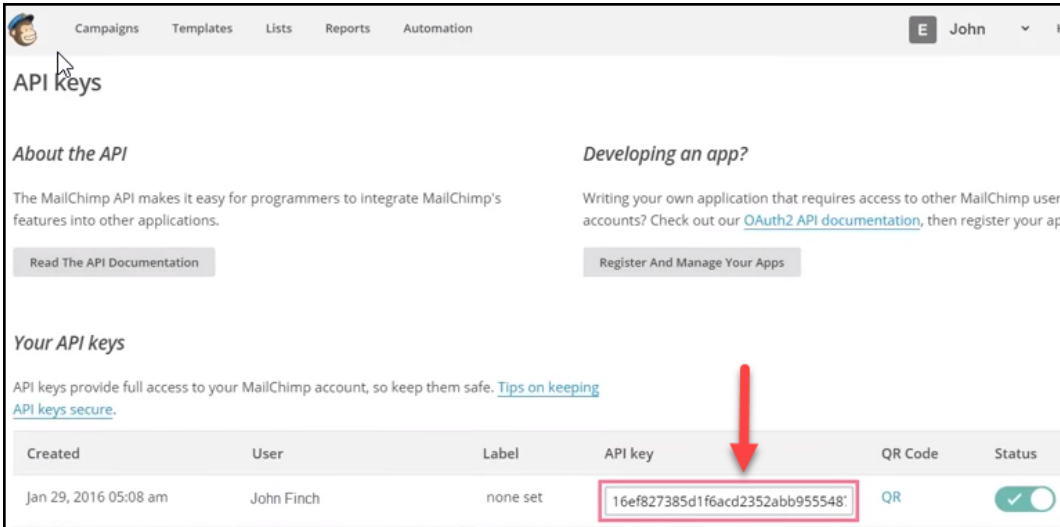 Campaigns Templates Lists Reports Automation E John
API keys
About the API Developing an app?
The MailChimp API makes it easy for programmers to integrate MailChimp's Writing your own application that requires access to other MailChimp user
features into other applications. accounts? Check out our OAuth2 API documentation, then register your ap
Read The API Documentation Register And Manage Your Apps
Your API keys
API keys provide full access to your MailChimp account, so keep them safe. Tips on keeping
API keys secure.
Created User Label API key QR Code Status
Jan 29, 2016 05:08 am John Finch none set 16ef827385d1f6acd2352abb9555487 QR